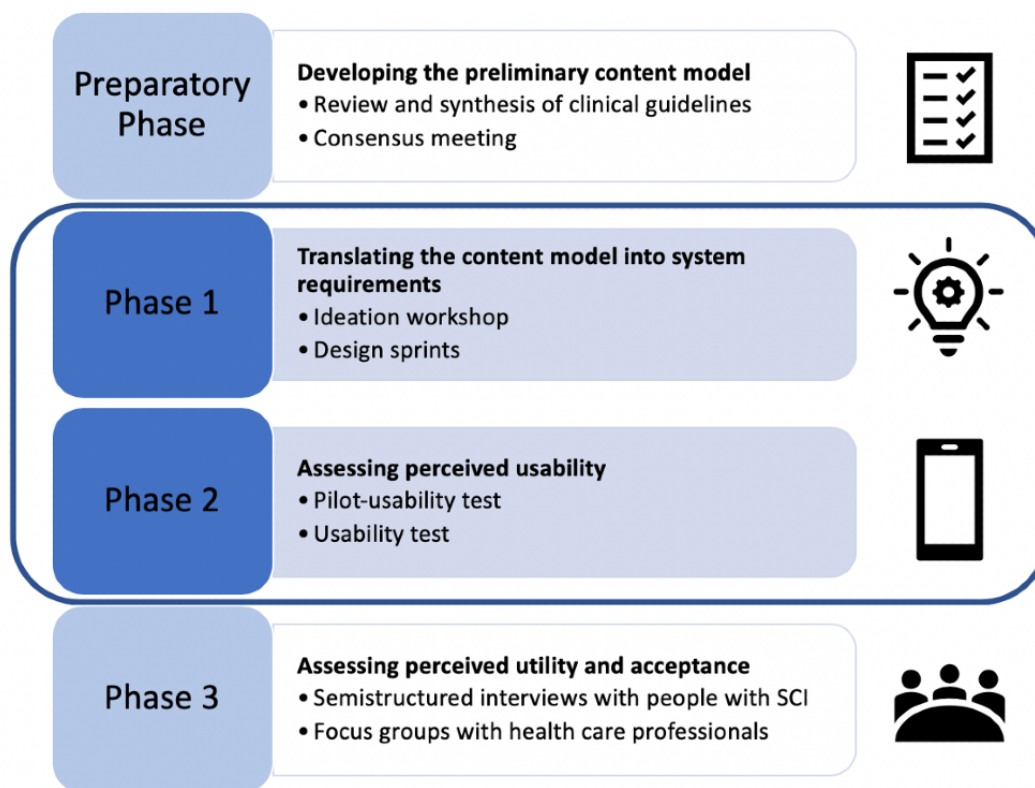 Preparatory
Phase
Developing the preliminary content model
• Review and synthesis of clinical guidelines
• Consensus meeting
Phase 1
Translating the content model into system
requirements
• Ideation workshop
• Design sprints
Phase 2
Assessing perceived usability
• Pilot-usability test
• Usability test
Phase 3
Assessing perceived utility and acceptance
• Semistructured interviews with people with SCI
• Focus groups with health care professionals